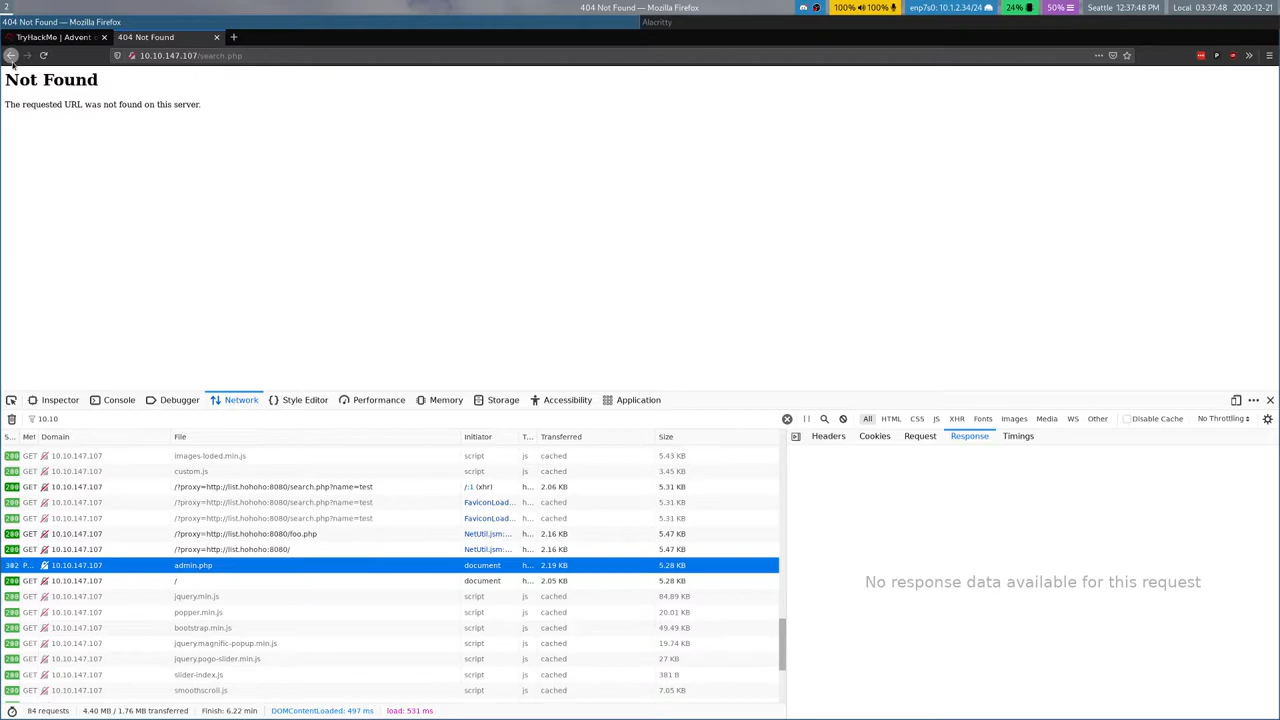 2 404 Not Found — Mozilla Firefox 100% 100% enp7s0: 10.1.2.34/24 24% 50% Seattle 12:37:48 PM Local 03:37:48 2020-12-21
404 Not Found — Mozilla Firefox Alacritty
TryHackMe | Advent 404 Not Found
10.10.147.107/search.php
Not Found
The requested URL was not found on this server.
Inspector Console Debugger Network Style Editor Performance Memory Storage Accessibility Application
10.10 All HTML CSS JS XHR Fonts Images Media WS Other Disable Cache No Throttling
S... Met Domain File Initiator T... Transferred Size Headers Cookies Request Response Timings
200 GET 10.10.147.107 images-loded.min.js script js cached 5.43 KB
200 GET 10.10.147.107 custom.js script js cached 3.45 KB
200 GET 10.10.147.107 /?proxy=http://list.hohoho:8080/search.php?name=test /:1 (xhr) h... 2.06 KB 5.31 KB
200 GET 10.10.147.107 /?proxy=http://list.hohoho:8080/search.php?name=test FaviconLoad... h... cached 5.31 KB
200 GET 10.10.147.107 /?proxy=http://list.hohoho:8080/search.php?name=test FaviconLoad... h... cached 5.31 KB
200 GET 10.10.147.107 /?proxy=http://list.hohoho:8080/foo.php NetUtil.jsm:... h... 2.16 KB 5.47 KB
200 GET 10.10.147.107 /?proxy=http://list.hohoho:8080/ NetUtil.jsm:... h... 2.16 KB 5.47 KB
302 P... 10.10.147.107 admin.php document h... 2.19 KB 5.28 KB
200 GET 10.10.147.107 / document h... 2.05 KB 5.28 KB
200 GET 10.10.147.107 jquery.min.js script js cached 84.89 KB
200 GET 10.10.147.107 popper.min.js script js cached 20.01 KB
200 GET 10.10.147.107 bootstrap.min.js script js cached 49.49 KB
200 GET 10.10.147.107 jquery.magnific-popup.min.js script js cached 19.74 KB
200 GET 10.10.147.107 jquery.pogo-slider.min.js script js cached 27 KB
200 GET 10.10.147.107 slider-index.js script js cached 381 B
200 GET 10.10.147.107 smoothscroll.js script js cached 7.05 KB
No response data available for this request
84 requests 4.40 MB / 1.76 MB transferred Finish: 6.22 min DOMContentLoaded: 497 ms load: 531 ms